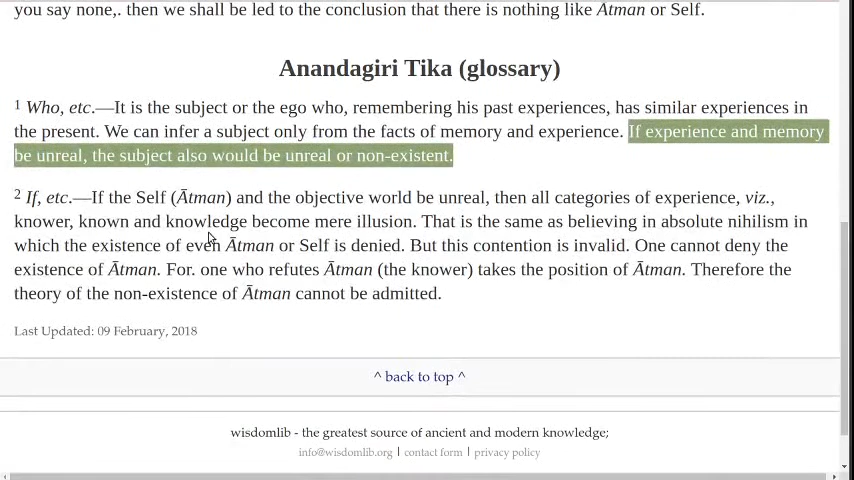 you say none,. then we shall be led to the conclusion that there is nothing like Ātman or Self.
Anandagiri Tika (glossary)
1 Who, etc.—It is the subject or the ego who, remembering his past experiences, has similar experiences in
the present. We can infer a subject only from the facts of memory and experience. If experience and memory
be unreal, the subject also would be unreal or non-existent.
2 If, etc.—If the Self (Ātman) and the objective world be unreal, then all categories of experience, viz.,
knower, known and knowledge become mere illusion. That is the same as believing in absolute nihilism in
which the existence of even Ātman or Self is denied. But this contention is invalid. One cannot deny the
existence of Ātman. For. one who refutes Ātman (the knower) takes the position of Ātman. Therefore the
theory of the non-existence of Ātman cannot be admitted.
Last Updated: 09 February, 2018
^ back to top ^
wisdomlib - the greatest source of ancient and modern knowledge;
info@wisdomlib.org | contact form | privacy policy